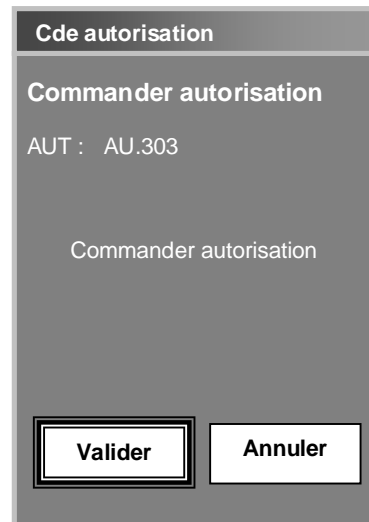 Cde autorisation
Commander autorisation
AUT : AU.303
Commander autorisation
Valider Annuler